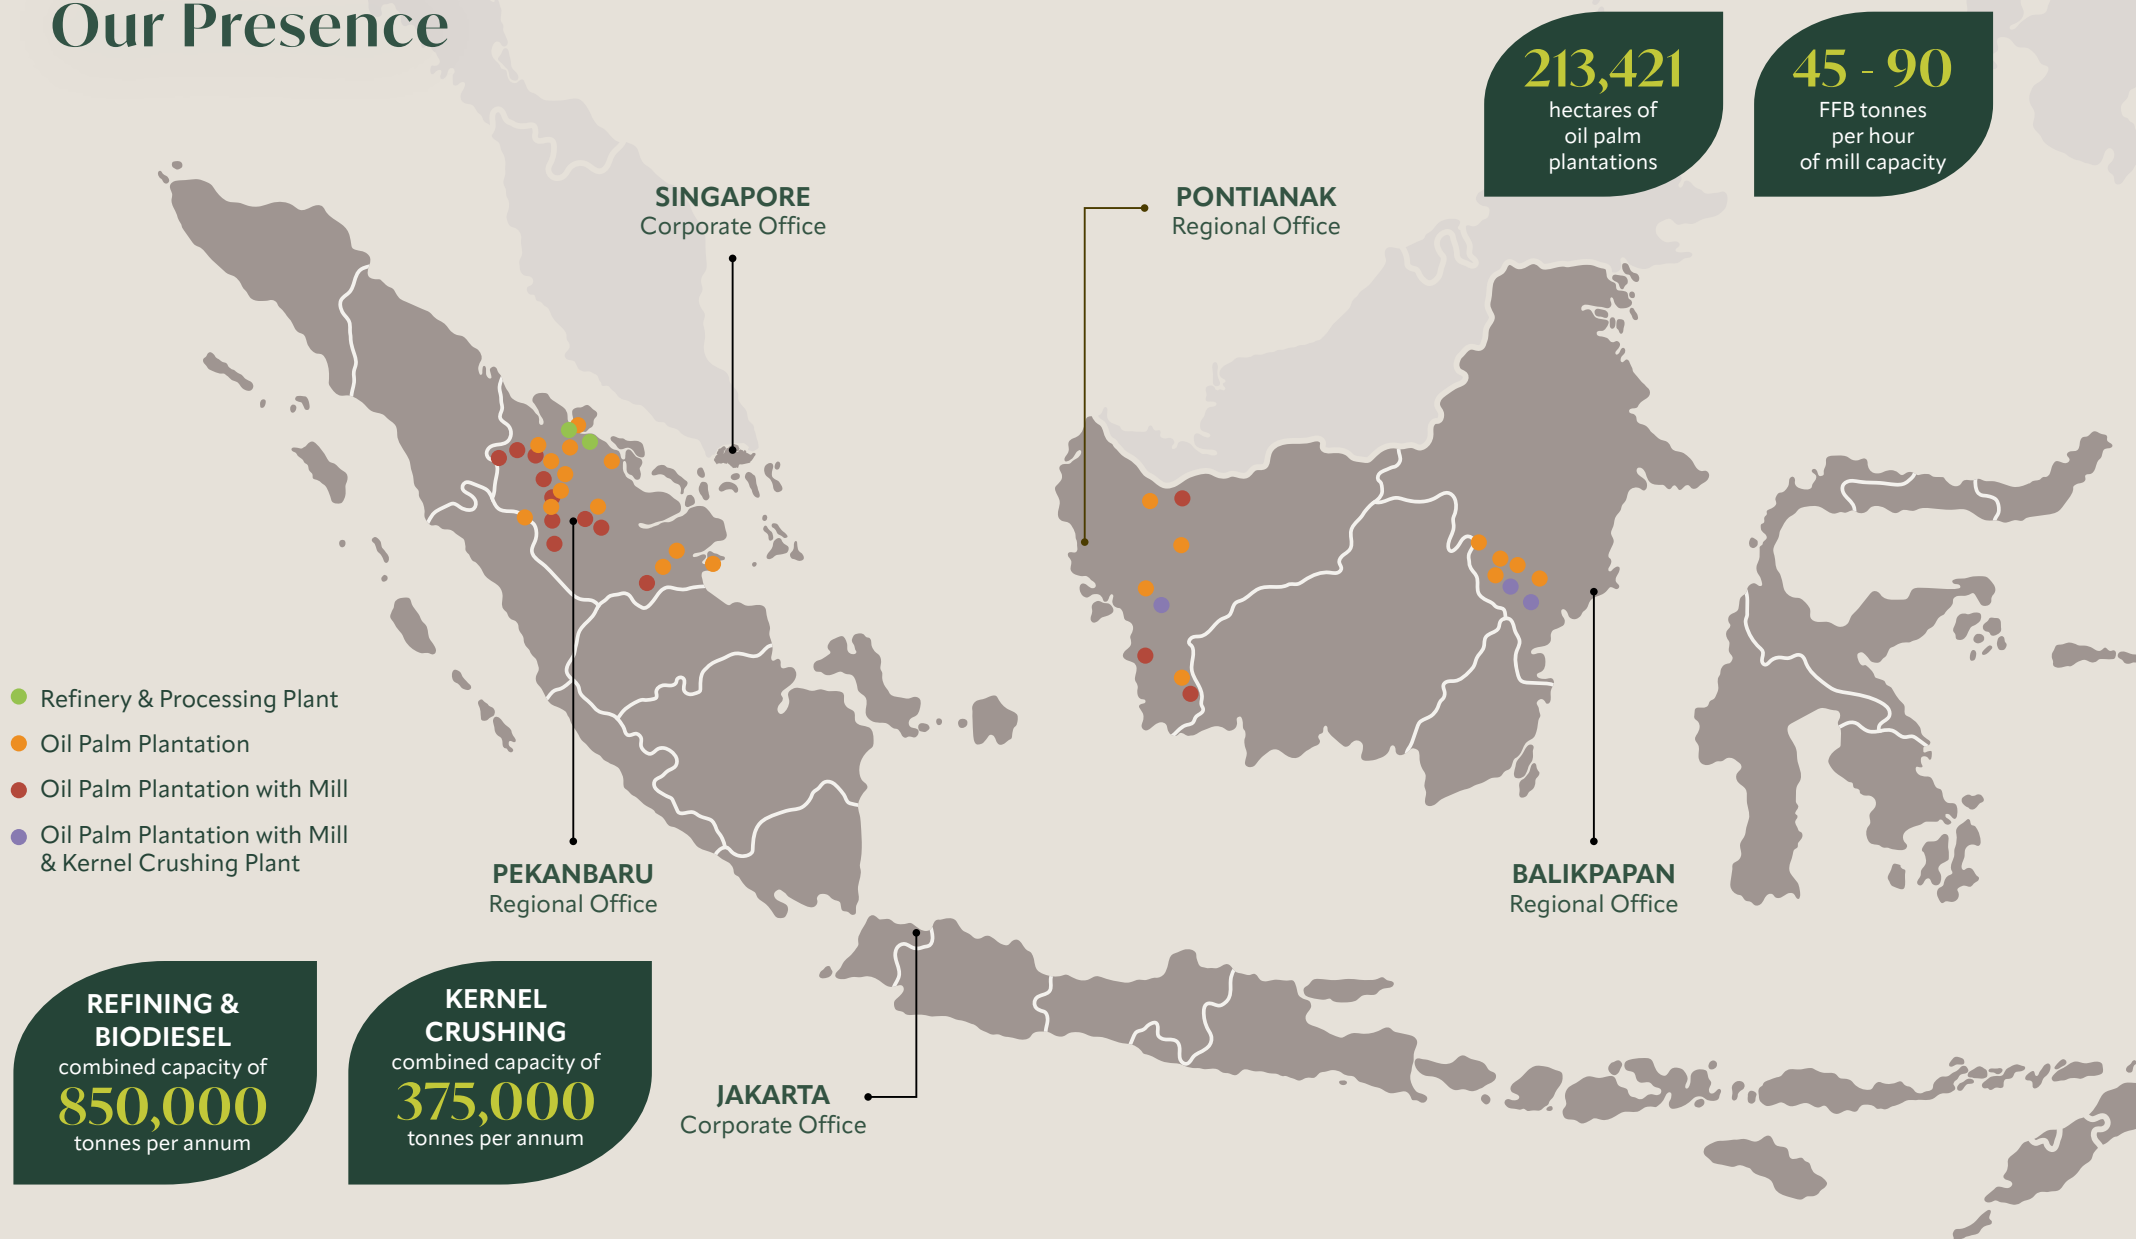 Our Presence
213,421
hectares of
oil palm
plantations
45 - 90
FFB tonnes
per hour
of mill capacity
SINGAPORE
Corporate Office
PONTIANAK
Regional Office
Refinery & Processing Plant
Oil Palm Plantation
Oil Palm Plantation with Mill
Oil Palm Plantation with Mill
& Kernel Crushing Plant
PEKANBARU
Regional Office
BALIKPAPAN
Regional Office
REFINING &
BIODIESEL
combined capacity of
850,000
tonnes per annum
KERNEL
CRUSHING
combined capacity of
375,000
tonnes per annum
JAKARTA
Corporate Office